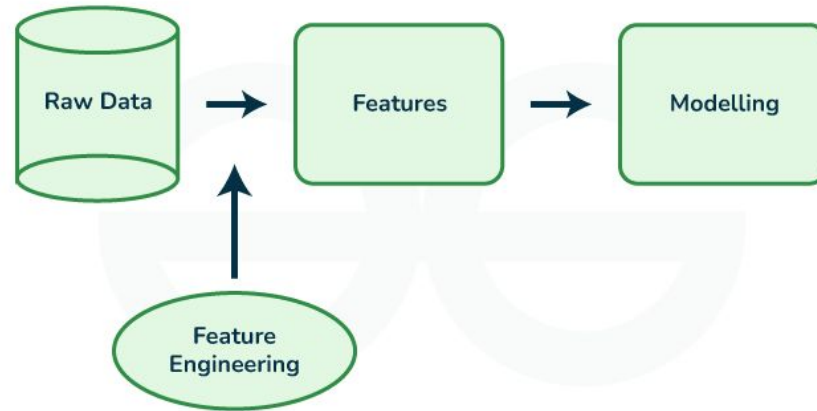 Raw Data
Features
Modelling
Feature
Engineering